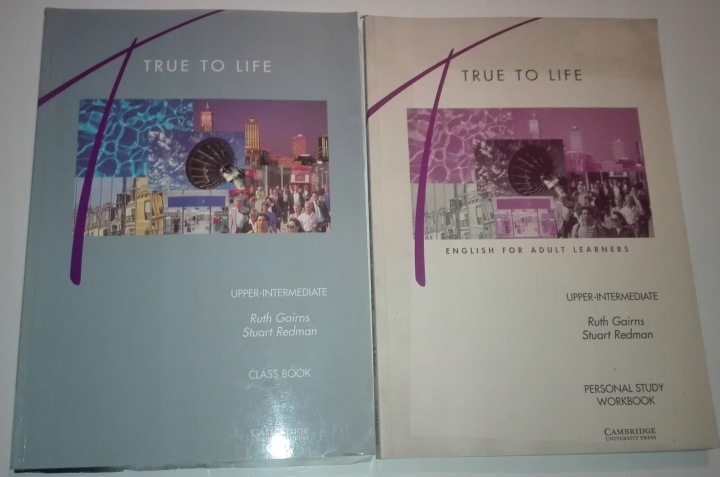 TRUE TO LIFE
UPPER-INTERMEDIATE
Ruth Gairns
Stuart Redman
CLASS BOOK
CAMBRIDGE
TRUE TO LIFE
ENGLISH FOR ADULT LEARNERS
UPPER-INTERMEDIATE
Ruth Gairns
Stuart Redman
PERSONAL STUDY
WORKBOOK
CAMBRIDGE
UNIVERSITY PRESS